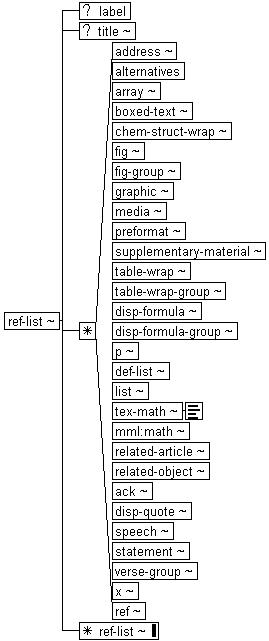 ? label
? title ~
address ~
alternatives
array ~
boxed-text ~
chem-struct-wrap ~
fig ~
fig-group ~
graphic ~
media ~
preformat ~
supplementary-material ~
table-wrap ~
table-wrap-group ~
disp-formula ~
ref-list ~
*
disp-formula-group ~
p ~
def-list ~
list ~
tex-math ~
mml:math ~
related-article ~
related-object ~
ack ~
disp-quote ~
speech ~
statement ~
verse-group ~
x ~
ref ~
* ref-list ~